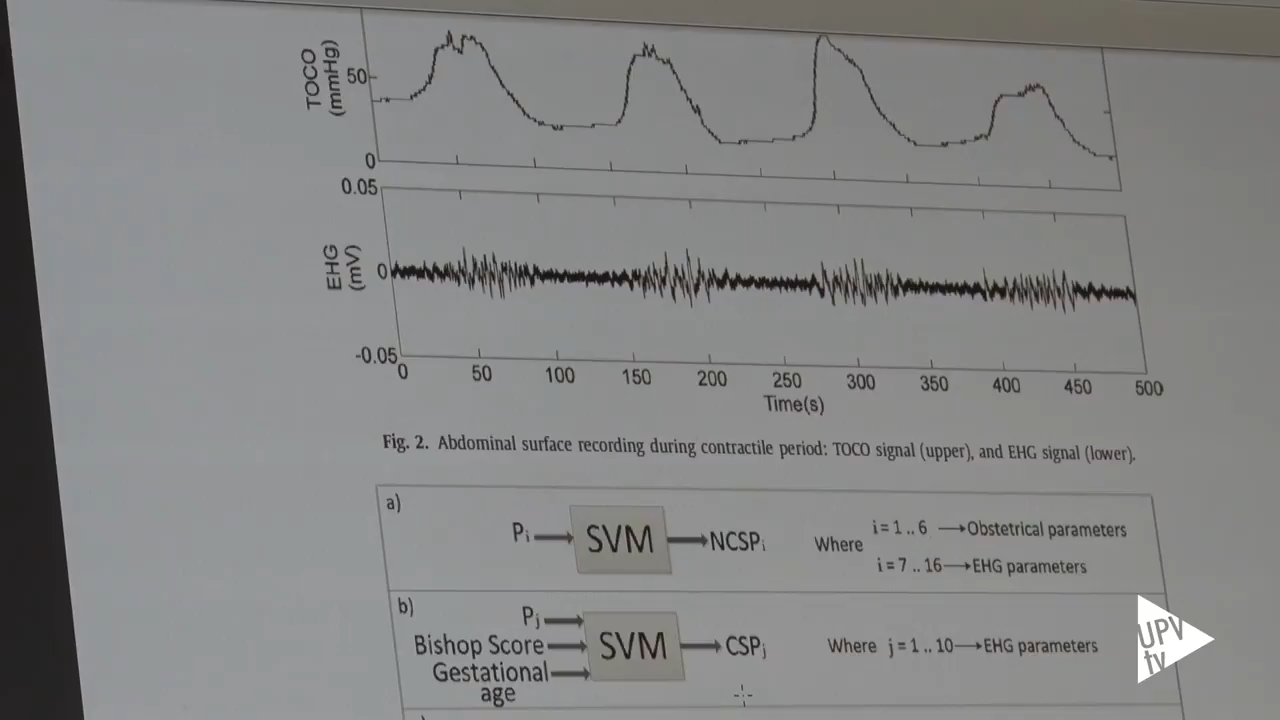 TOCO
(mmHg)
50
0
0.05
EHG
(mV)
0
-0.05
0 50 100 150 200 250 300 350 400 450 500
Time(s)
Fig. 2. Abdominal surface recording during contractile period: TOCO signal (upper), and EHG signal (lower).
a)
Pi
SVM
NCSPi
Where
i = 1 .. 6 → Obstetrical parameters
i = 7 .. 16 → EHG parameters
b)
Pj
Bishop Score
Gestational
age
SVM
CSPj
Where j = 1 .. 10 → EHG parameters
UPV
tv